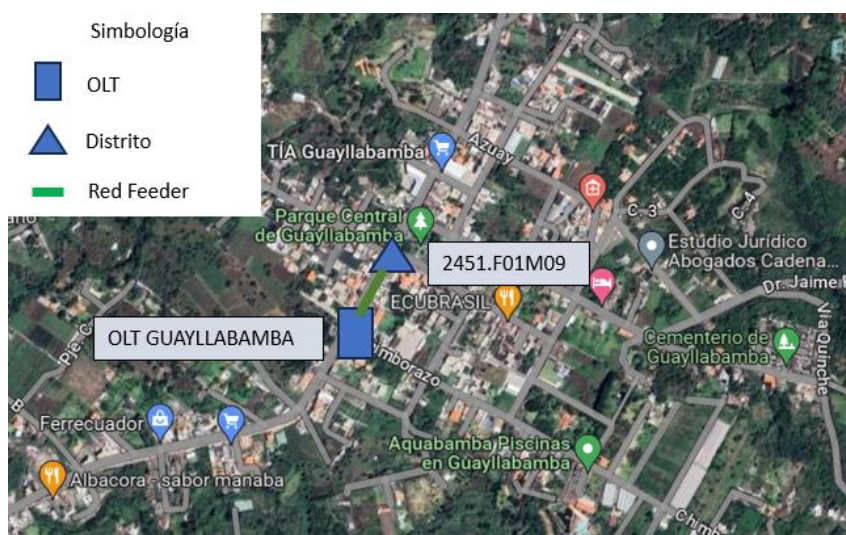 Simbología
OLT
Distrito
Red Feeder
TÍA Guayllabamba
Azuay
Parque Central
de Guayllabamba
C. 3
C. 4
Estudio Jurídico
Abogados Cadena...
2451.F01M09
ECUBRASIL
Dr. Jaime
Vía Quinche
OLT GUAYLLABAMBA
Cementerio de
Guayllabamba
Pje. C
B
Ferrecuador
Aquabamba Piscinas
en Guayllabamba
Albacora - sabor manaba
Chimb